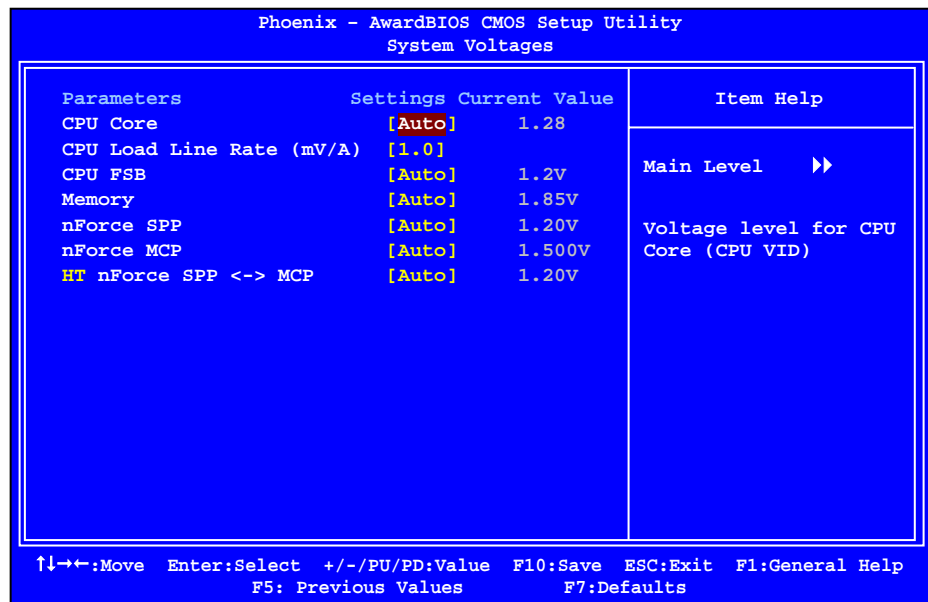 Phoenix – AwardBIOS CMOS Setup Utility
System Voltages
Parameters Settings Current Value
CPU Core [Auto] 1.28
CPU Load Line Rate (mV/A) [1.0]
CPU FSB [Auto] 1.2V
Memory [Auto] 1.85V
nForce SPP [Auto] 1.20V
nForce MCP [Auto] 1.500V
HT nForce SPP <-> MCP [Auto] 1.20V
Item Help
Main Level
Voltage level for CPU
Core (CPU VID)
↑↓→←:Move Enter:Select +/-/PU/PD:Value F10:Save ESC:Exit F1:General Help
F5: Previous Values F7:Defaults